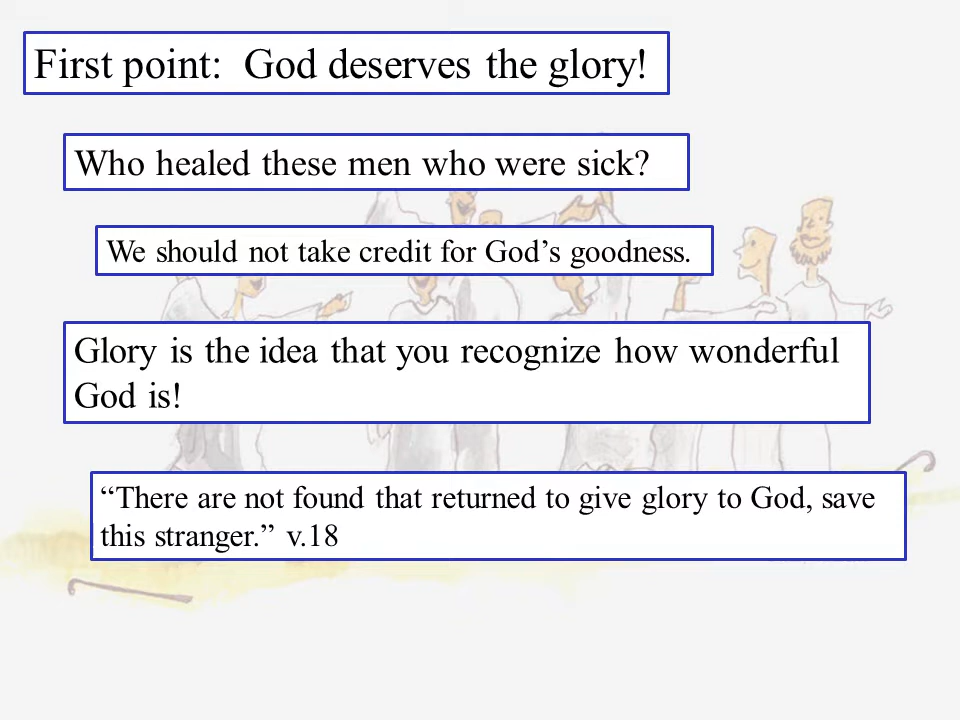 First point:  God deserves the glory!
Who healed these men who were sick?
We should not take credit for God’s goodness.
Glory is the idea that you recognize how wonderful
God is!
“There are not found that returned to give glory to God, save
this stranger.”  v.18